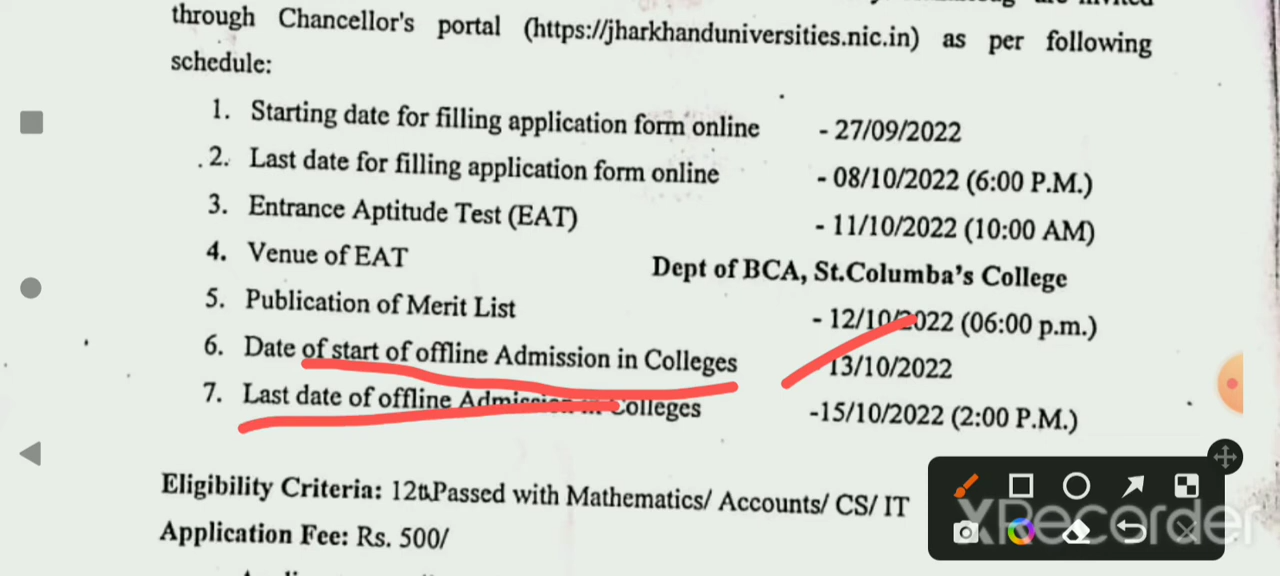 through Chancellor's portal (https://jharkhanduniversities.nic.in) as per following
schedule:
1. Starting date for filling application form online - 27/09/2022
2. Last date for filling application form online - 08/10/2022 (6:00 P.M.)
3. Entrance Aptitude Test (EAT) - 11/10/2022 (10:00 AM)
4. Venue of EAT Dept of BCA, St.Columba's College
5. Publication of Merit List - 12/10/2022 (06:00 p.m.)
6. Date of start of offline Admission in Colleges 13/10/2022
7. Last date of offline Admission in Colleges -15/10/2022 (2:00 P.M.)
Eligibility Criteria: 12th Passed with Mathematics/ Accounts/ CS/ IT
Application Fee: Rs. 500/
XRecorder